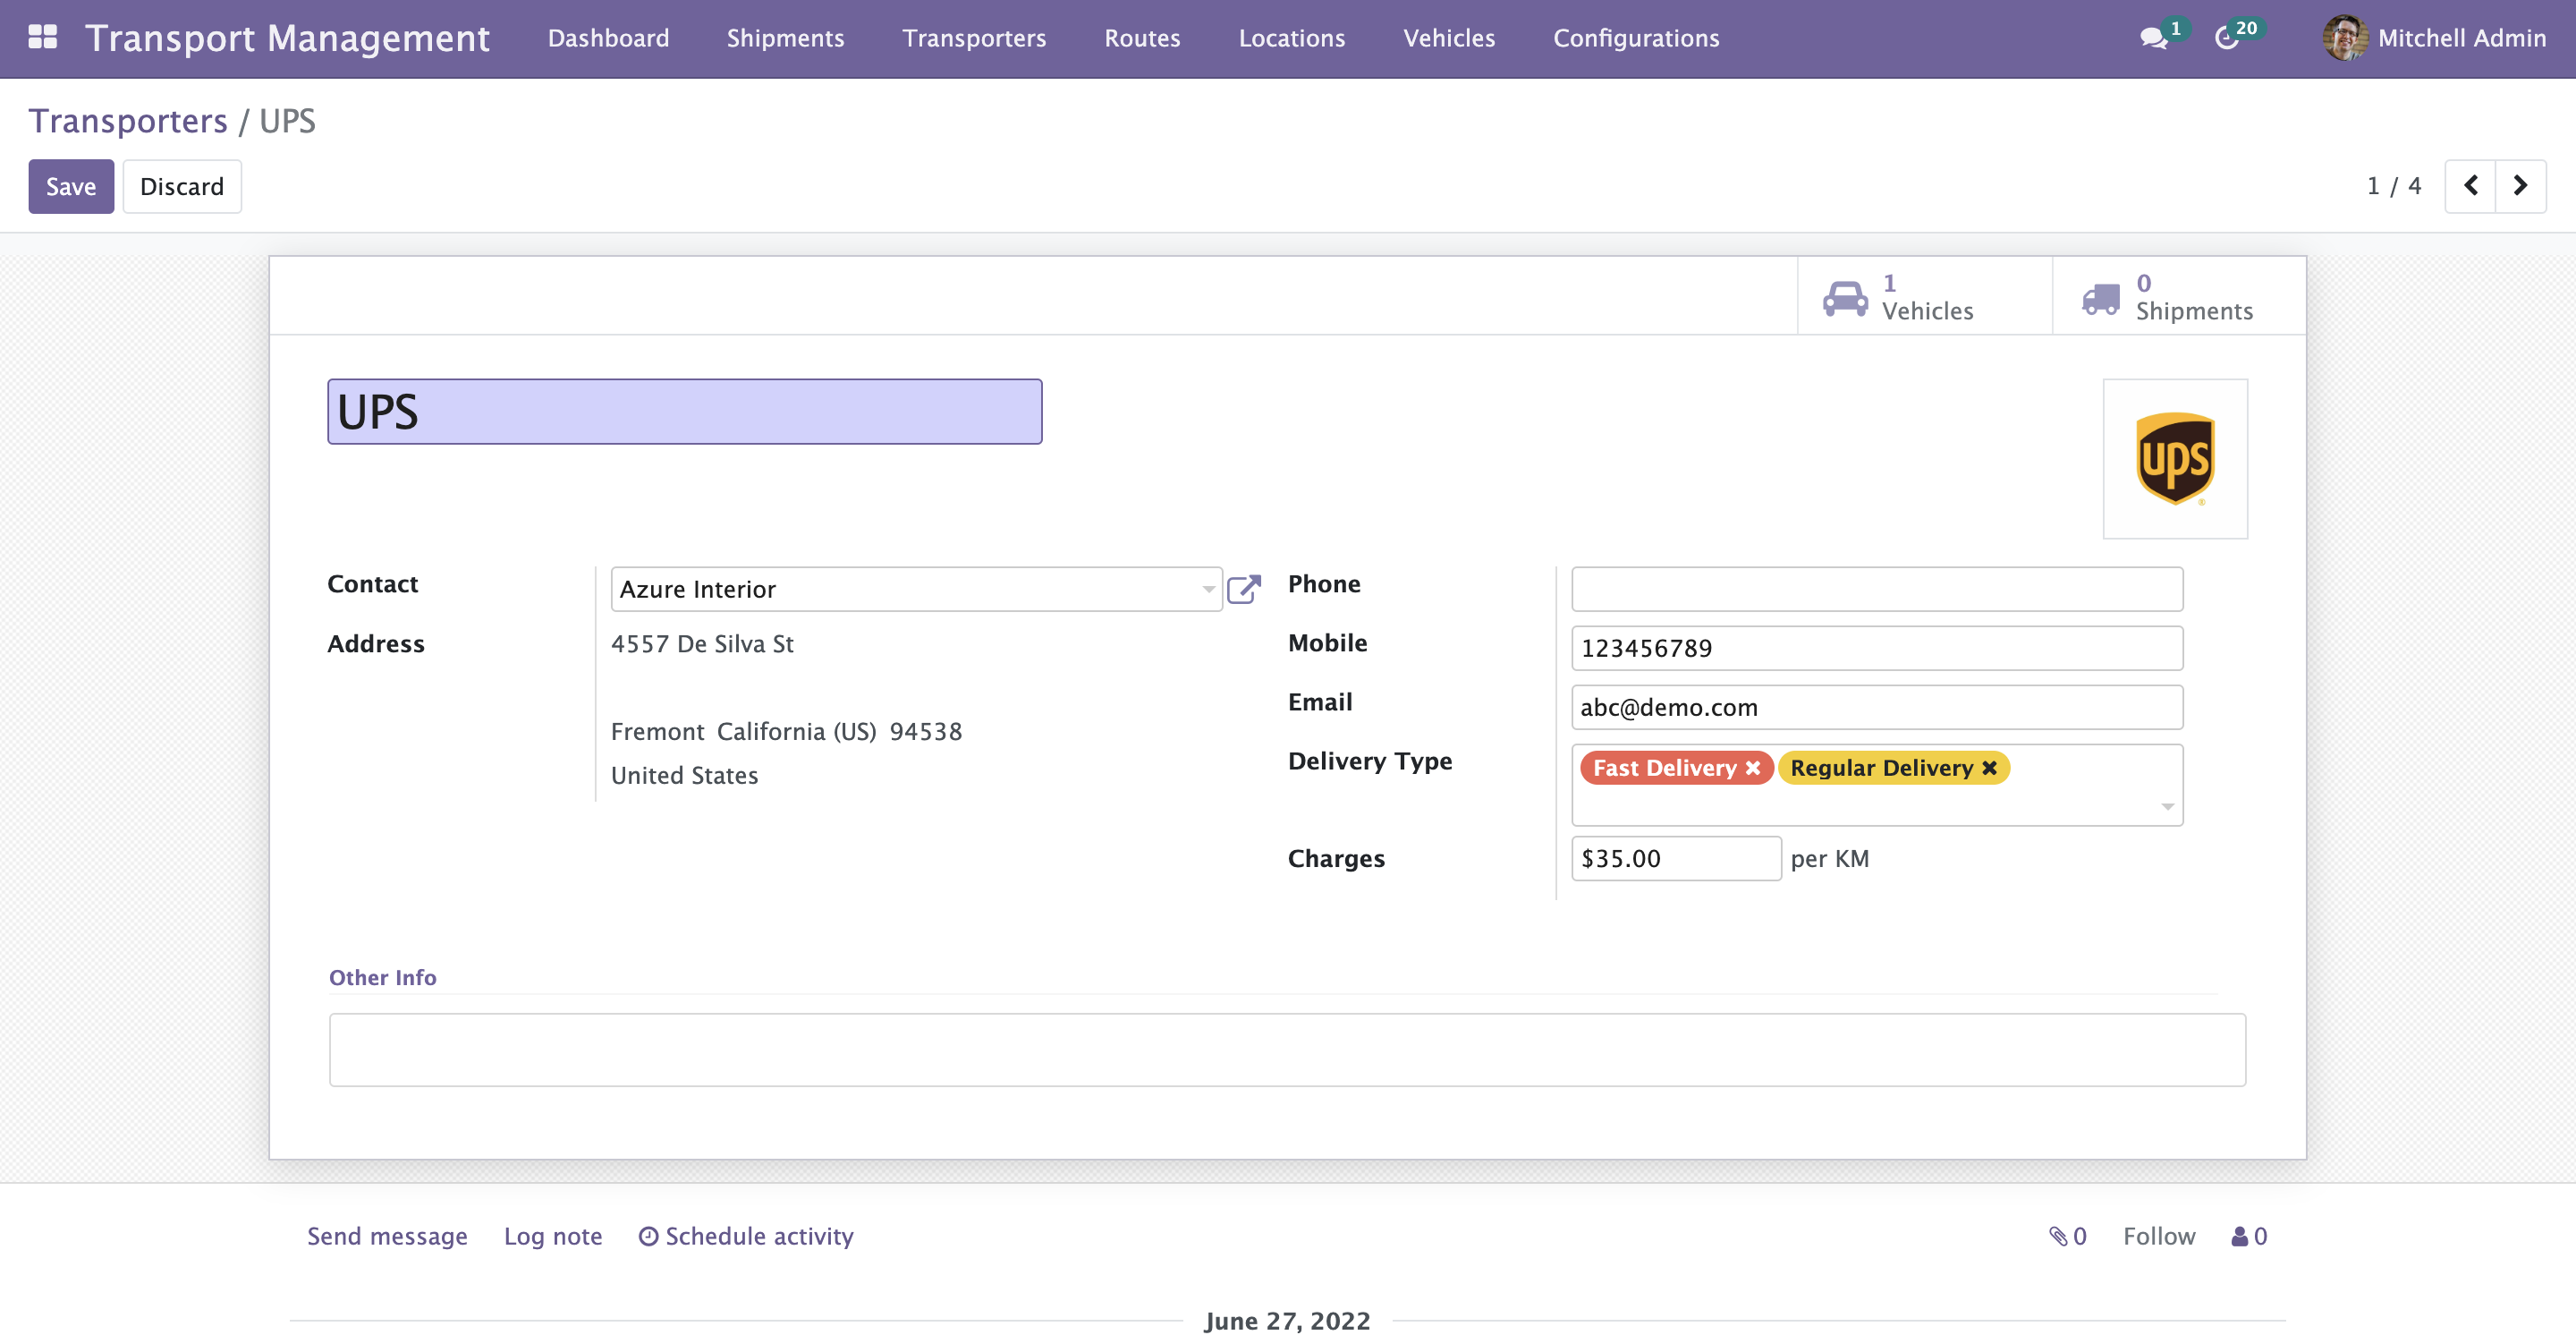 Transport Management Dashboard Shipments Transporters Routes Locations Vehicles Configurations 1 20 Mitchell Admin
Transporters / UPS
Save Discard 1 / 4
1 Vehicles
0 Shipments
UPS
ups
Contact Azure Interior
Address 4557 De Silva St
Fremont California (US) 94538
United States
Phone
Mobile 123456789
Email abc@demo.com
Delivery Type Fast Delivery Regular Delivery
Charges $35.00 per KM
Other Info
Send message Log note Schedule activity 0 Follow 0
June 27, 2022